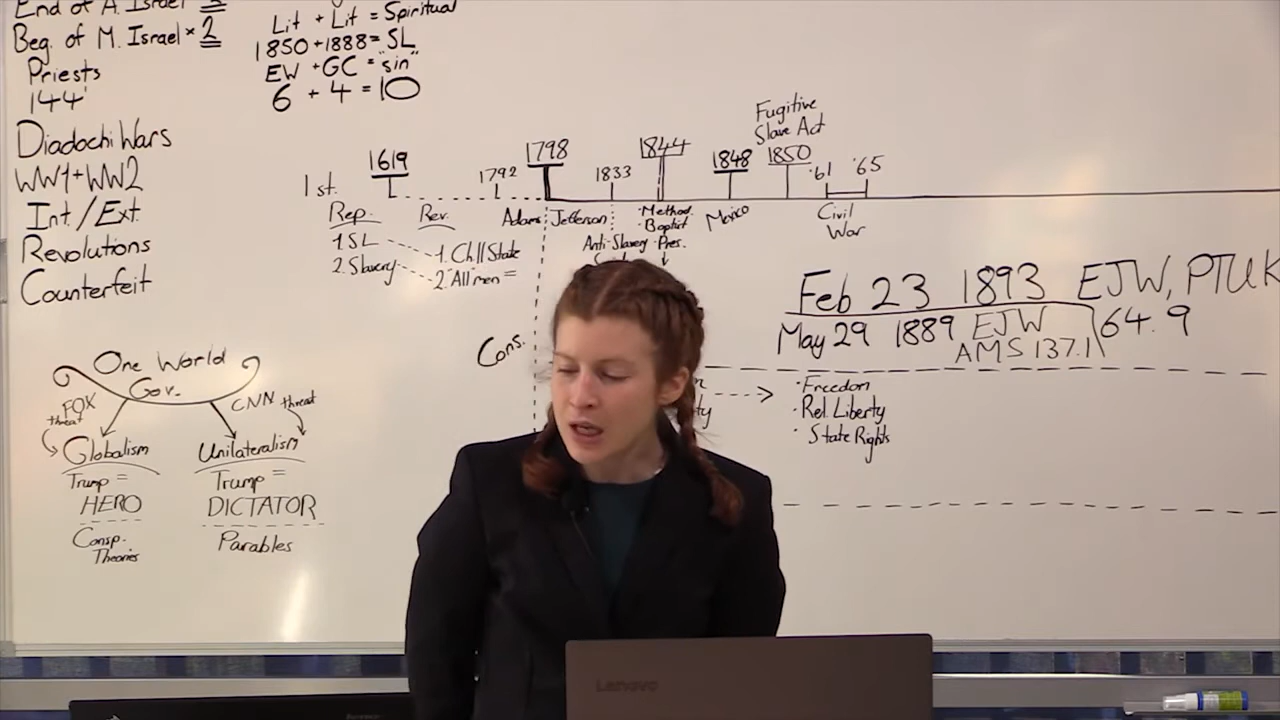 End of A. Israel
Beg. of M. Israel × 2
Priests
144'
Diadochi Wars
WW1+WW2
Int./Ext.
Revolutions
Counterfeit
Lit + Lit = Spiritual
1850+1888= SL
EW + GC = "sin"
6 + 4 = 10
1st.
1619
1792
1798
1833
1844
1848
Fugitive
Slave Act
1850
'61 '65
Rep. Rev.
1. SL 1. Ch.||State
2. Slavery 2. All men =
Adams Jefferson
Anti-Slavery
• Method.
• Baptist
• Pres.
Mexico
Civil
War
Cons.
Feb 23 1893 EJW, PTUK
May 29 1889 EJW 64.9
AMS 137.1
• Freedom
• Rel. Liberty
• State Rights
One World
Gov.
FOX
threat
CNN threat
Globalism
Trump =
HERO
Consp.
Theories
Unilateralism
Trump =
DICTATOR
Parables
Lenovo